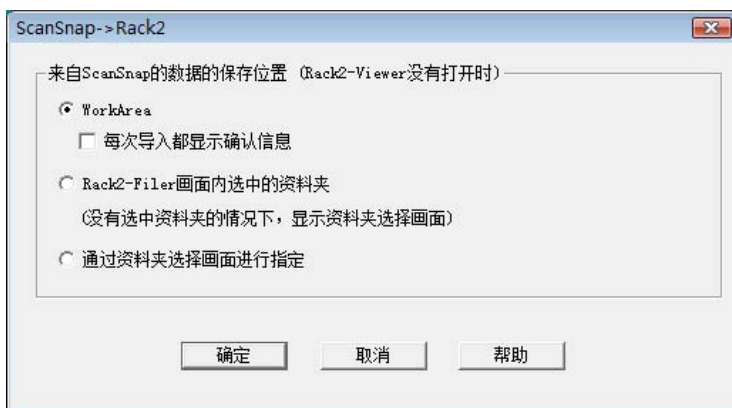 ScanSnap->Rack2
来自ScanSnap的数据的保存位置 (Rack2-Viewer没有打开时)
WorkArea
每次导入都显示确认信息
Rack2-Filer画面内选中的资料夹
(没有选中资料夹的情况下，显示资料夹选择画面)
通过资料夹选择画面进行指定
确定 取消 帮助